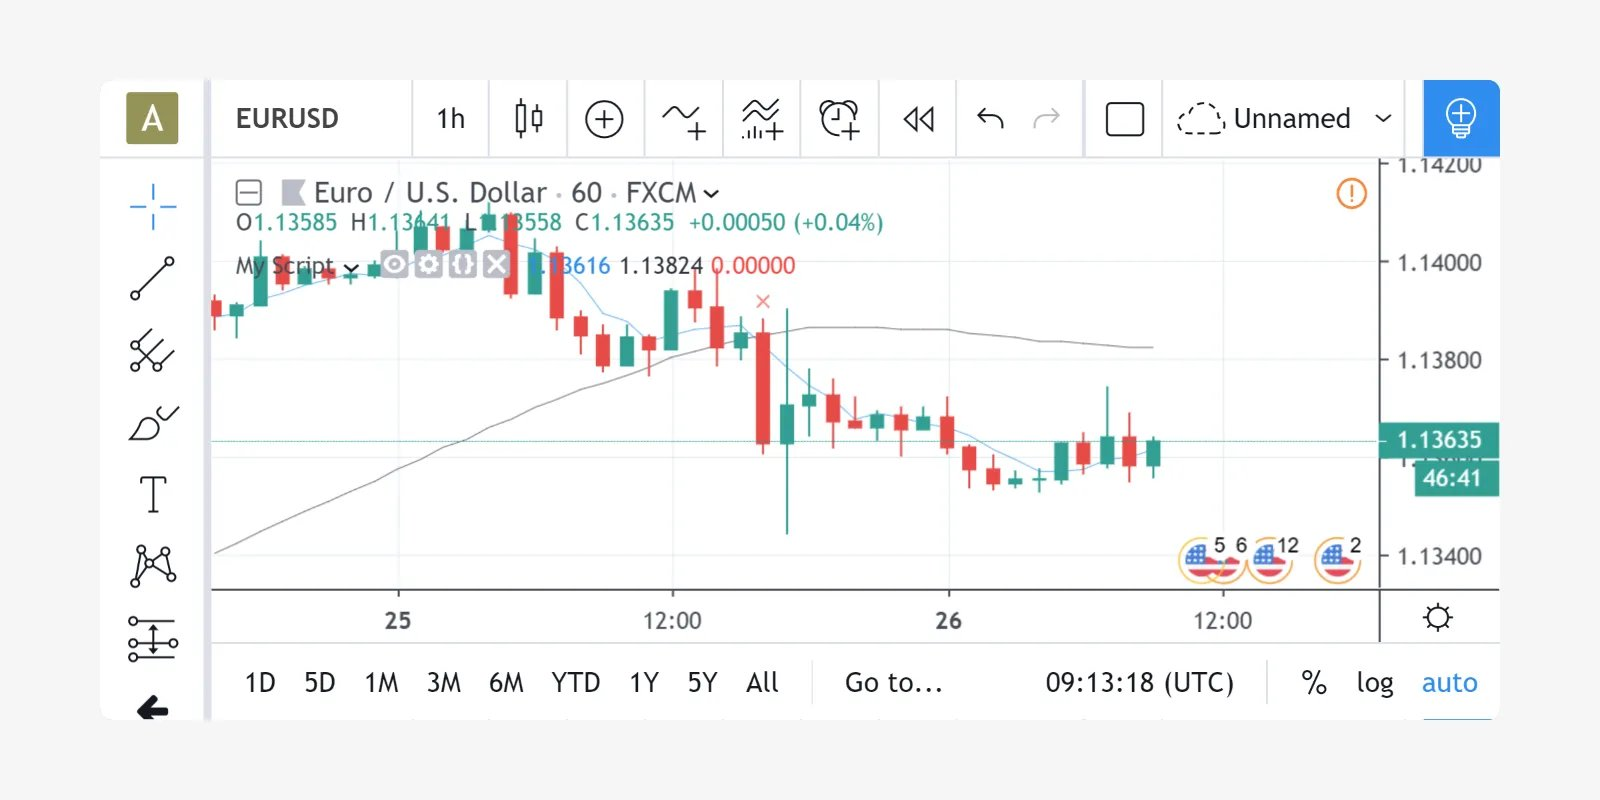 A EURUSD 1h Unnamed
1.14200
Euro / U.S. Dollar · 60 · FXCM
O1.13585 H1.13641 L1.13558 C1.13635 +0.00050 (+0.04%)
My Script {} 1.13616 1.13824 0.00000
1.14000
1.13800
1.13635
46:41
5 6 12 2
1.13400
25 12:00 26 12:00
1D 5D 1M 3M 6M YTD 1Y 5Y All Go to... 09:13:18 (UTC) % log auto